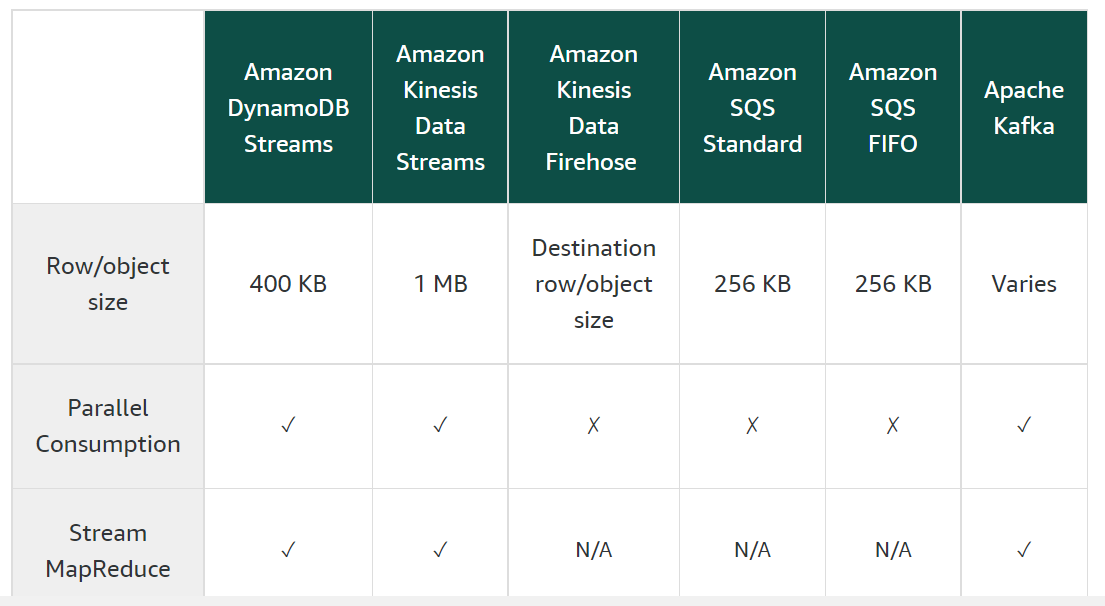 Amazon
DynamoDB
Streams
Amazon
Kinesis
Data
Streams
Amazon
Kinesis
Data
Firehose
Amazon
SQS
Standard
Amazon
SQS
FIFO
Apache
Kafka
Row/object
size
400 KB
1 MB
Destination
row/object
size
256 KB
256 KB
Varies
Parallel
Consumption
✓
✓
✗
✗
✗
✓
Stream
MapReduce
✓
✓
N/A
N/A
N/A
✓